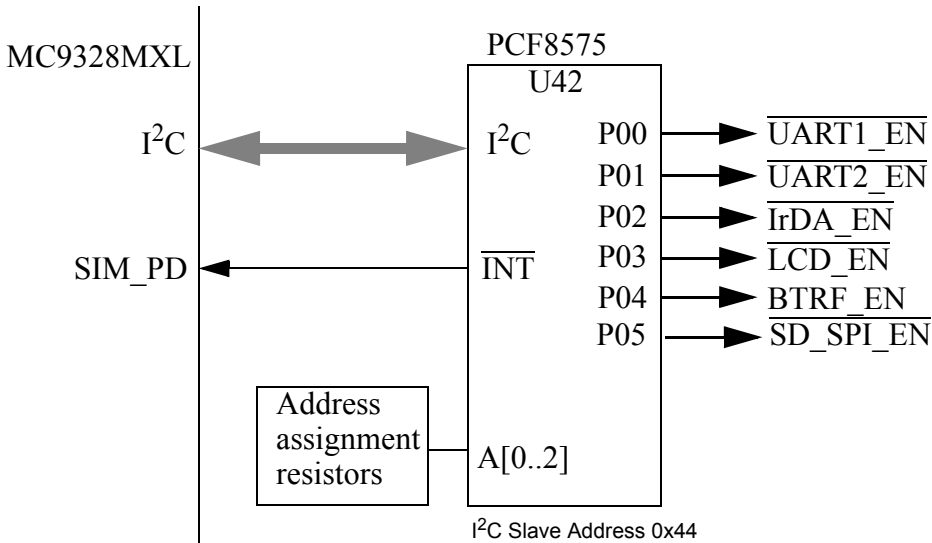 MC9328MXL
PCF8575
U42
I²C
I²C
P00
UART1_EN
P01
UART2_EN
P02
IrDA_EN
SIM_PD
INT
P03
LCD_EN
P04
BTRF_EN
P05
SD_SPI_EN
Address
assignment
resistors
A[0..2]
I²C Slave Address 0x44